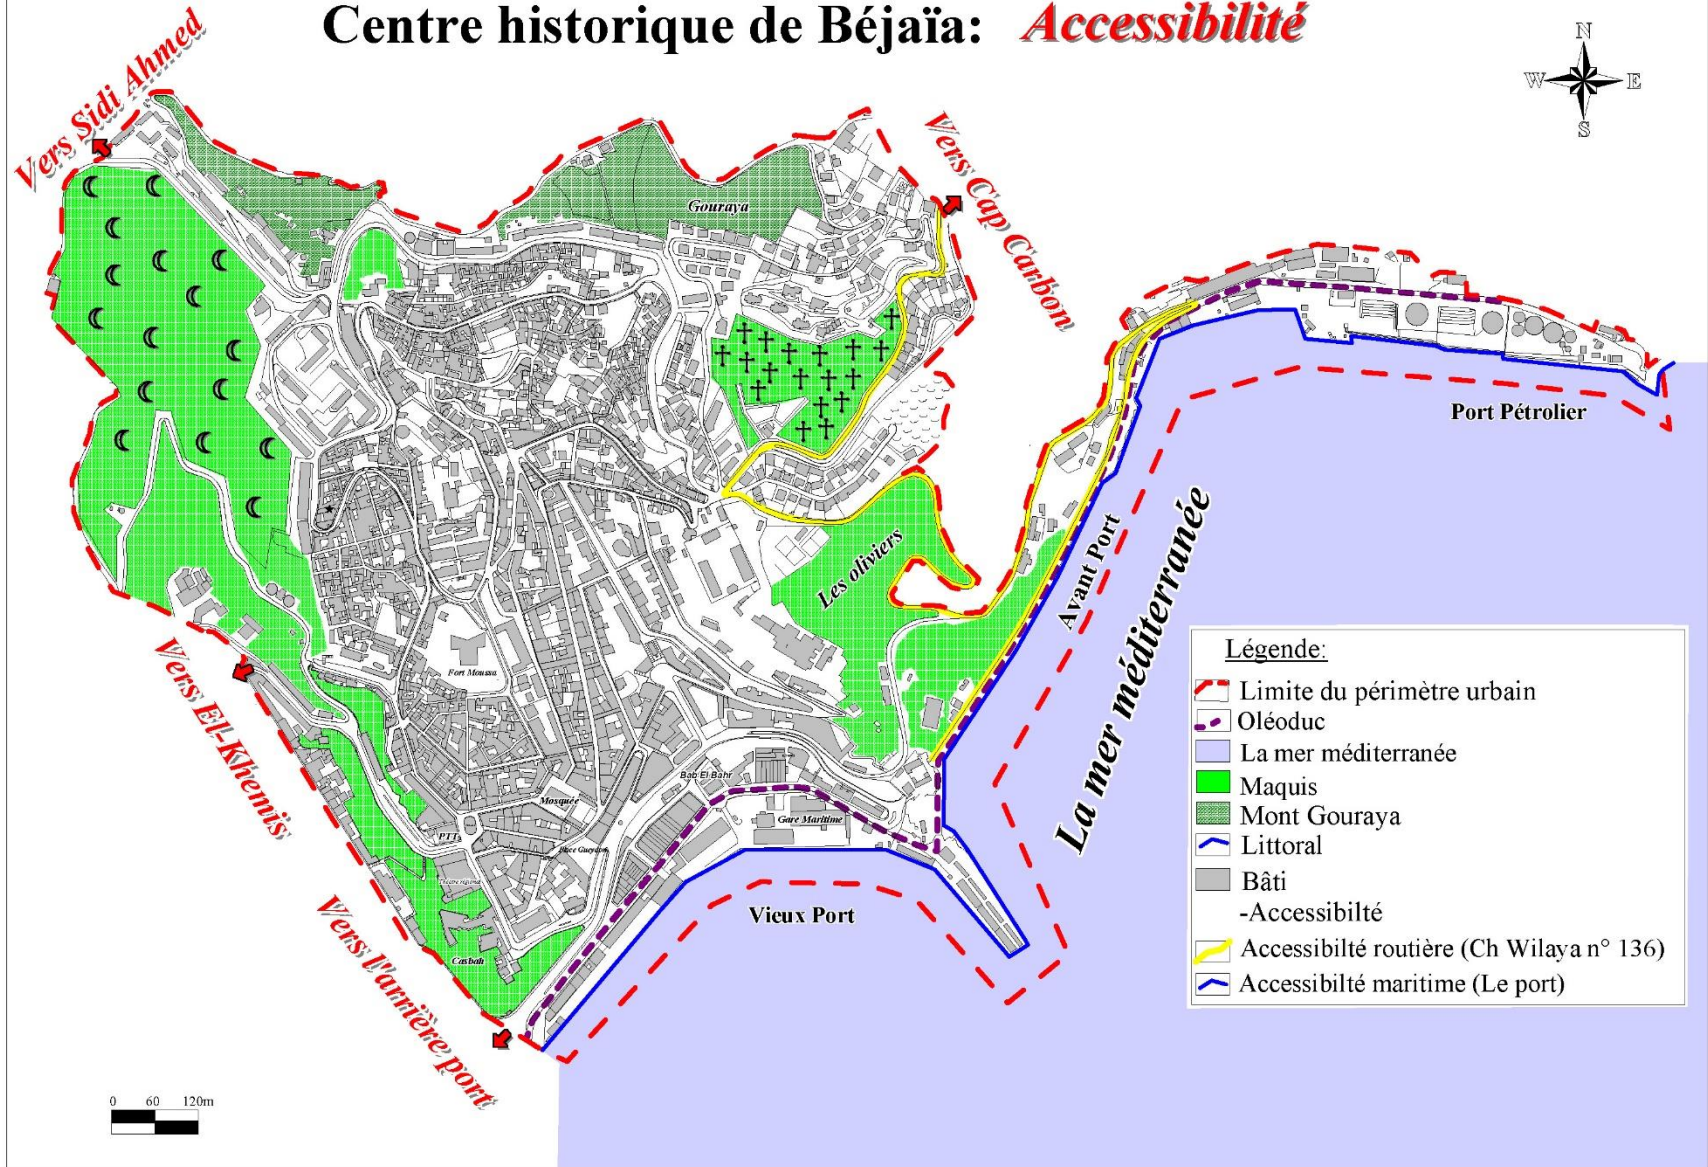 Centre historique de Béjaïa: Accessibilité
N
W E
S
Vers Sidi Ahmed
Vers Cap Carbon
Gouraya
Port Pétrolier
Les oliviers
Avant Port
La mer méditerranée
Fort Moussa
Vers El-Khemis
Bab El Bahr
Mosquée
Gare Maritime
PTT
Place Gueydon
Vieux Port
Casbah
Vers l'arrière port
0 60 120m
Légende:
Limite du périmètre urbain
Oléoduc
La mer méditerranée
Maquis
Mont Gouraya
Littoral
Bâti
-Accessibilté
Accessibilté routière (Ch Wilaya n° 136)
Accessibilté maritime (Le port)